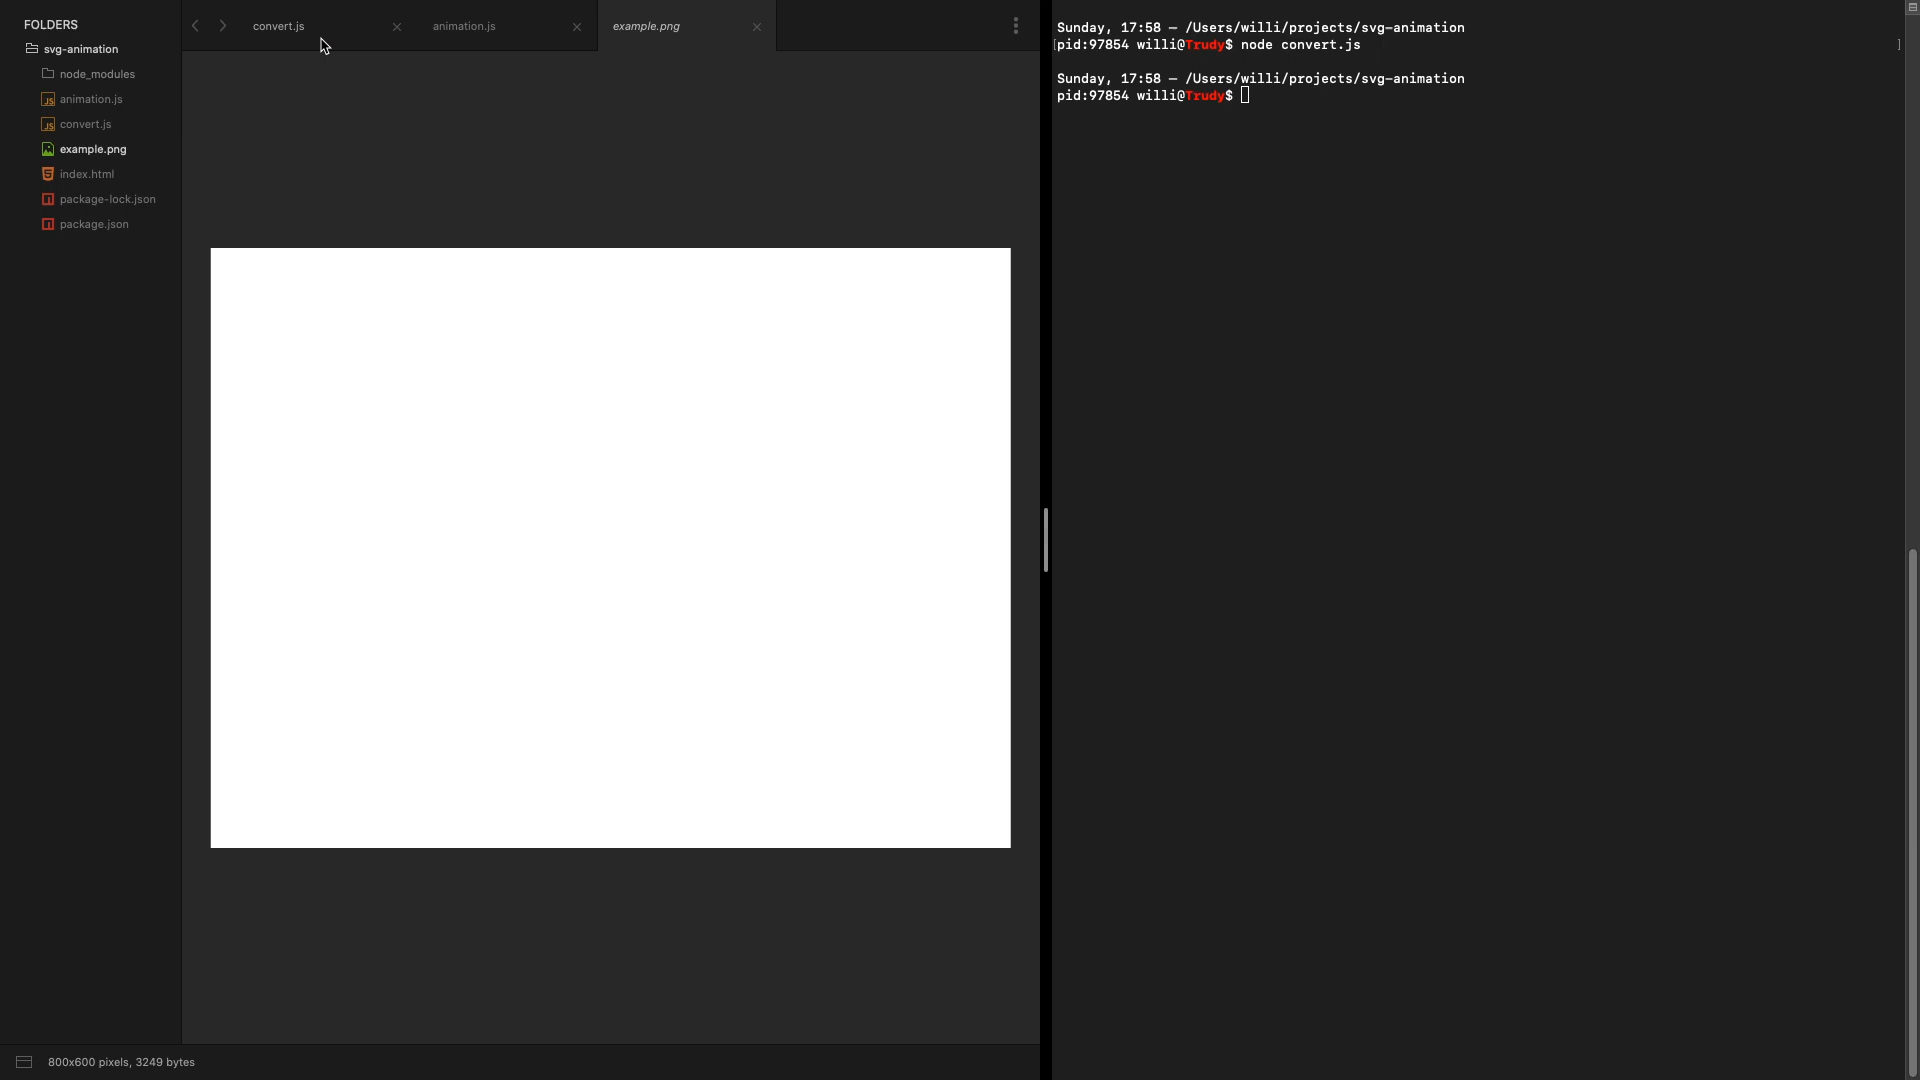 FOLDERS
svg-animation
node_modules
animation.js
convert.js
example.png
index.html
package-lock.json
package.json
convert.js
animation.js
example.png
800x600 pixels, 3249 bytes
Sunday, 17:58 — /Users/willi/projects/svg-animation
[pid:97854 willi@Trudy$ node convert.js ]
Sunday, 17:58 — /Users/willi/projects/svg-animation
pid:97854 willi@Trudy$